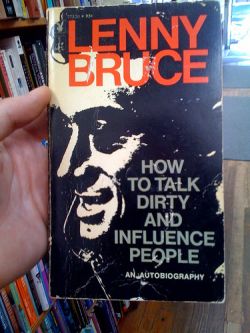 LENNY
BRUCE
HOW
TO TALK
DIRTY
AND
INFLUENCE
PEOPLE
AN AUTOBIOGRAPHY